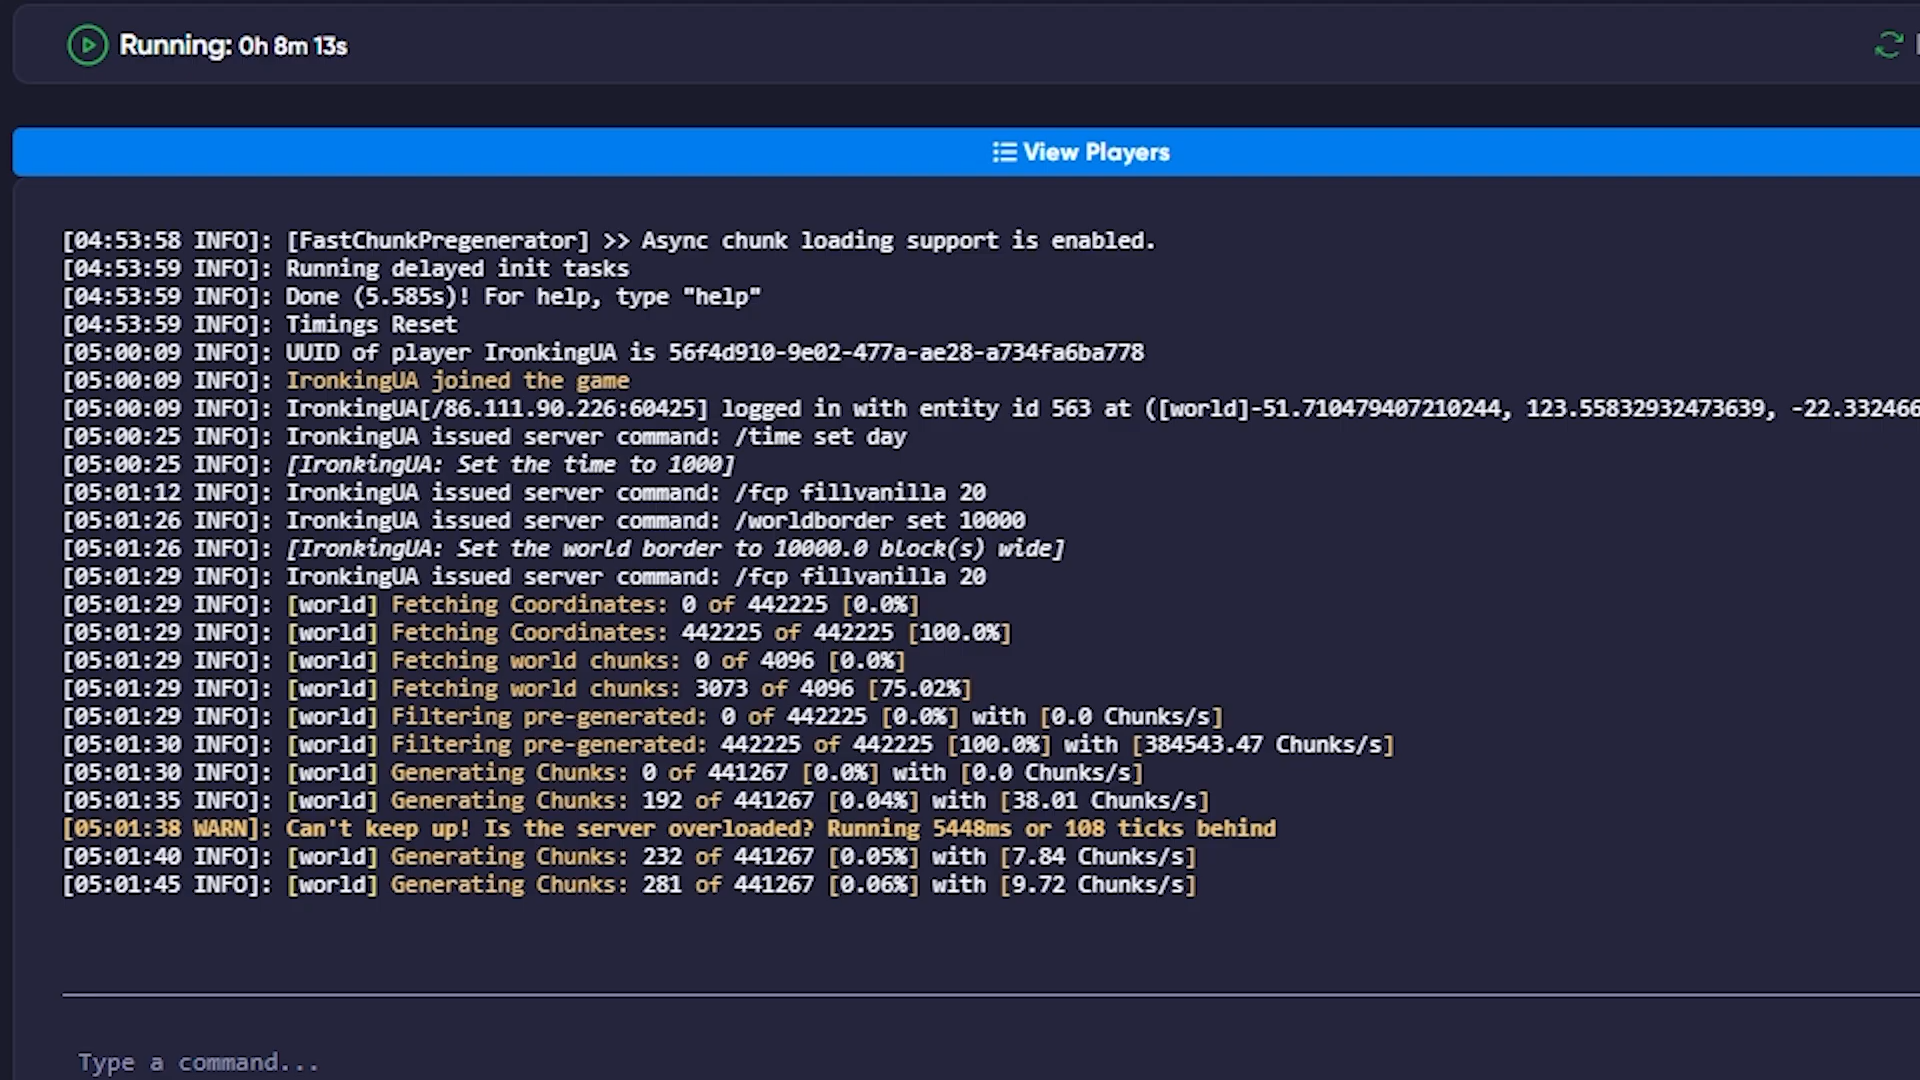 Running: 0h 8m 13s
View Players
[04:53:58 INFO]: [FastChunkPregenerator] >> Async chunk loading support is enabled.
[04:53:59 INFO]: Running delayed init tasks
[04:53:59 INFO]: Done (5.585s)! For help, type "help"
[04:53:59 INFO]: Timings Reset
[05:00:09 INFO]: UUID of player IronkingUA is 56f4d910-9e02-477a-ae28-a734fa6ba778
[05:00:09 INFO]: IronkingUA joined the game
[05:00:09 INFO]: IronkingUA[/86.111.90.226:60425] logged in with entity id 563 at ([world]-51.710479407210244, 123.55832932473639, -22.332466
[05:00:25 INFO]: IronkingUA issued server command: /time set day
[05:00:25 INFO]: [IronkingUA: Set the time to 1000]
[05:01:12 INFO]: IronkingUA issued server command: /fcp fillvanilla 20
[05:01:26 INFO]: IronkingUA issued server command: /worldborder set 10000
[05:01:26 INFO]: [IronkingUA: Set the world border to 10000.0 block(s) wide]
[05:01:29 INFO]: IronkingUA issued server command: /fcp fillvanilla 20
[05:01:29 INFO]: [world] Fetching Coordinates: 0 of 442225 [0.0%]
[05:01:29 INFO]: [world] Fetching Coordinates: 442225 of 442225 [100.0%]
[05:01:29 INFO]: [world] Fetching world chunks: 0 of 4096 [0.0%]
[05:01:29 INFO]: [world] Fetching world chunks: 3073 of 4096 [75.02%]
[05:01:29 INFO]: [world] Filtering pre-generated: 0 of 442225 [0.0%] with [0.0 Chunks/s]
[05:01:30 INFO]: [world] Filtering pre-generated: 442225 of 442225 [100.0%] with [384543.47 Chunks/s]
[05:01:30 INFO]: [world] Generating Chunks: 0 of 441267 [0.0%] with [0.0 Chunks/s]
[05:01:35 INFO]: [world] Generating Chunks: 192 of 441267 [0.04%] with [38.01 Chunks/s]
[05:01:38 WARN]: Can't keep up! Is the server overloaded? Running 5448ms or 108 ticks behind
[05:01:40 INFO]: [world] Generating Chunks: 232 of 441267 [0.05%] with [7.84 Chunks/s]
[05:01:45 INFO]: [world] Generating Chunks: 281 of 441267 [0.06%] with [9.72 Chunks/s]
Type a command...